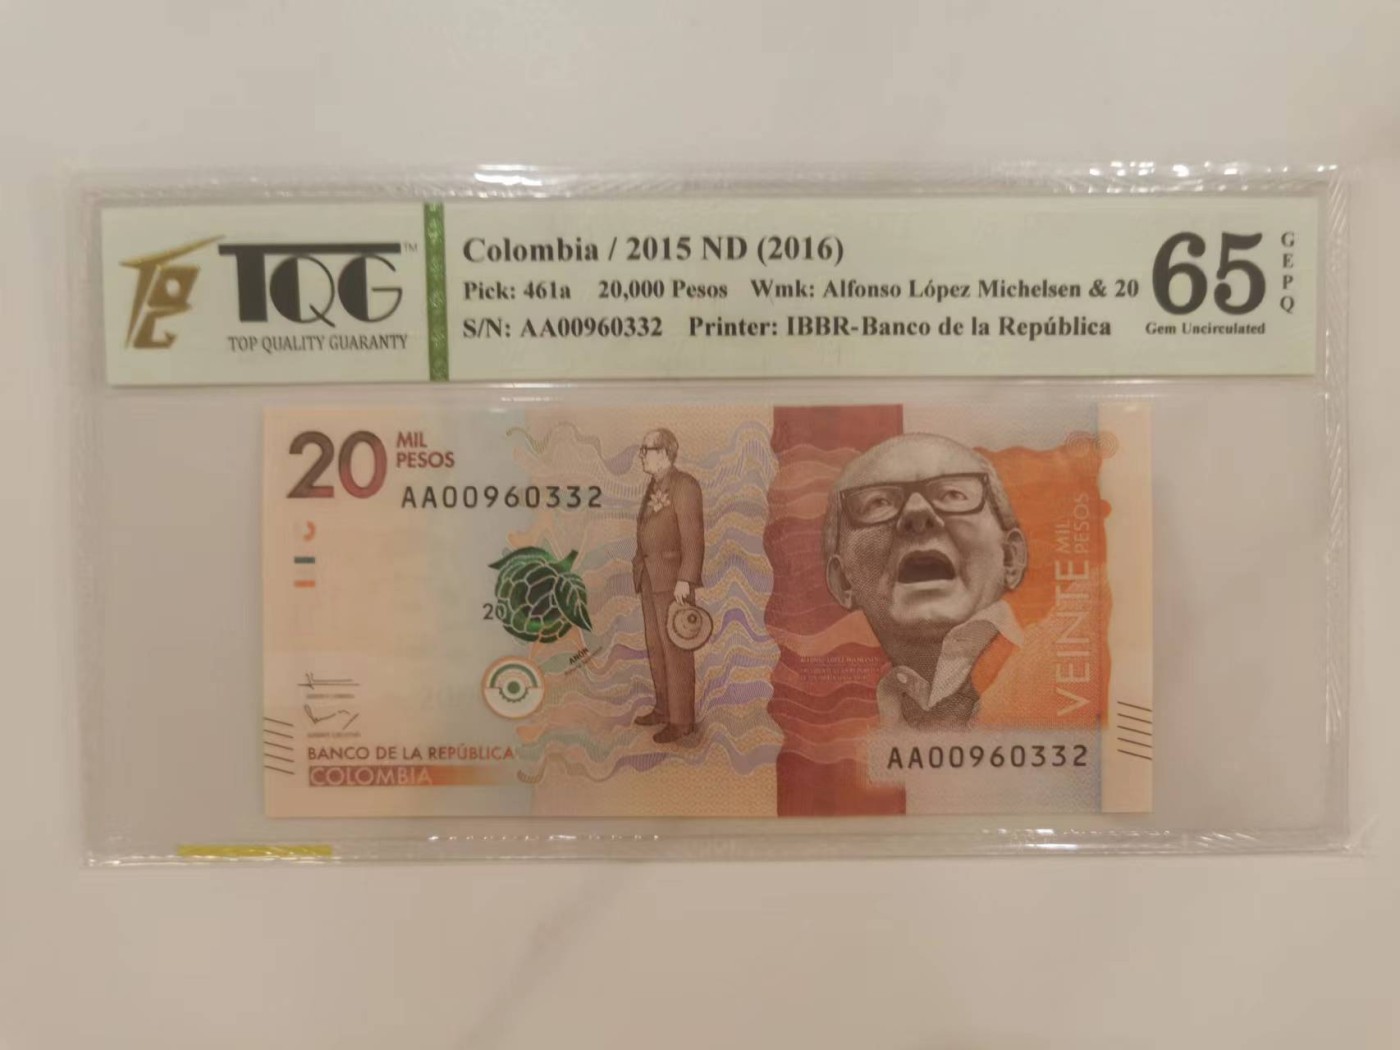 TQG™
TOP QUALITY GUARANTY
Colombia / 2015 ND (2016)
Pick: 461a 20,000 Pesos Wmk: Alfonso López Michelsen & 20
S/N: AA00960332 Printer: IBBR-Banco de la República
65
GEPQ
Gem Uncirculated
20 MIL
PESOS
AA00960332
20
ANÓN
VEINTE MIL
PESOS
BANCO DE LA REPÚBLICA
COLOMBIA
AA00960332